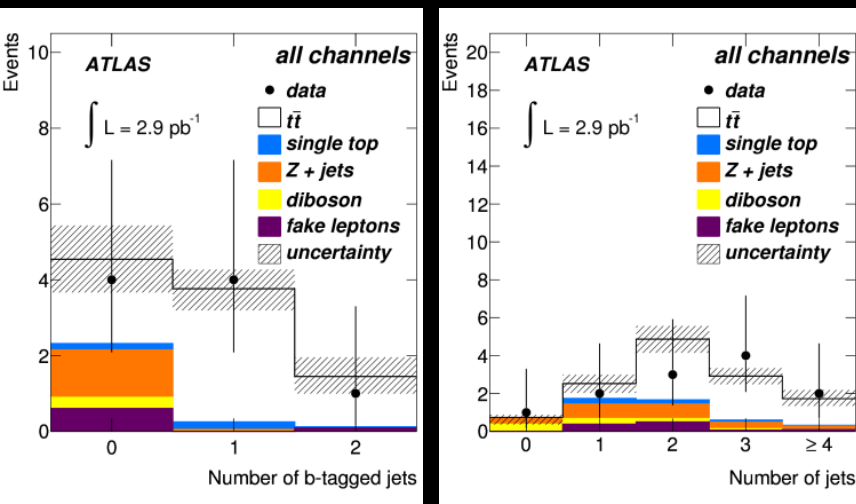 Events
10
8
6
4
2
0
ATLAS
all channels
∫ L = 2.9 pb⁻¹
data
tt̄
single top
Z + jets
diboson
fake leptons
uncertainty
0 1 2
Number of b-tagged jets
Events
20
18
16
14
12
10
8
6
4
2
0
ATLAS
all channels
∫ L = 2.9 pb⁻¹
data
tt̄
single top
Z + jets
diboson
fake leptons
uncertainty
0 1 2 3 ≥ 4
Number of jets